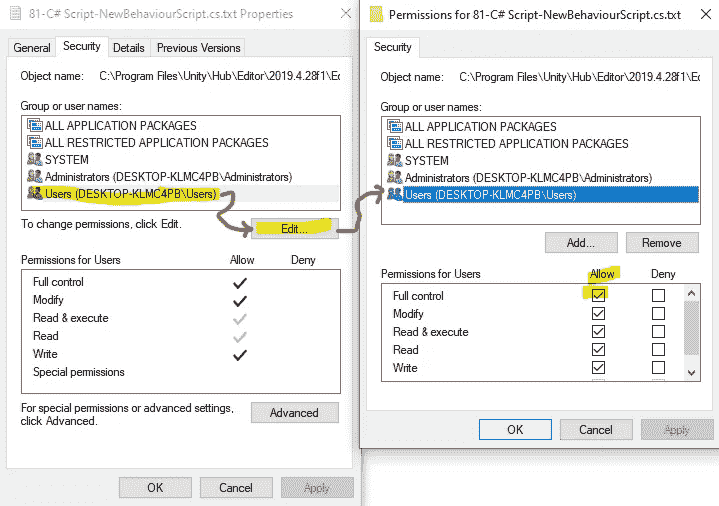 81-C# Script-NewBehaviourScript.cs.txt Properties
General Security Details Previous Versions
Object name: C:\Program Files\Unity\Hub\Editor\2019.4.28f1\Ec
Group or user names:
ALL APPLICATION PACKAGES
ALL RESTRICTED APPLICATION PACKAGES
SYSTEM
Administrators (DESKTOP-KLMC4PB\Administrators)
Users (DESKTOP-KLMC4PB\Users)
To change permissions, click Edit.
Edit...
Permissions for Users Allow Deny
Full control
Modify
Read & execute
Read
Write
Special permissions
For special permissions or advanced settings,
click Advanced.
Advanced
OK Cancel Apply
Permissions for 81-C# Script-NewBehaviourScript.cs.txt
Security
Object name: C:\Program Files\Unity\Hub\Editor\2019.4.28f1\Ec
Group or user names:
ALL APPLICATION PACKAGES
ALL RESTRICTED APPLICATION PACKAGES
SYSTEM
Administrators (DESKTOP-KLMC4PB\Administrators)
Users (DESKTOP-KLMC4PB\Users)
Add... Remove
Permissions for Users Allow Deny
Full control
Modify
Read & execute
Read
Write
OK Cancel Apply